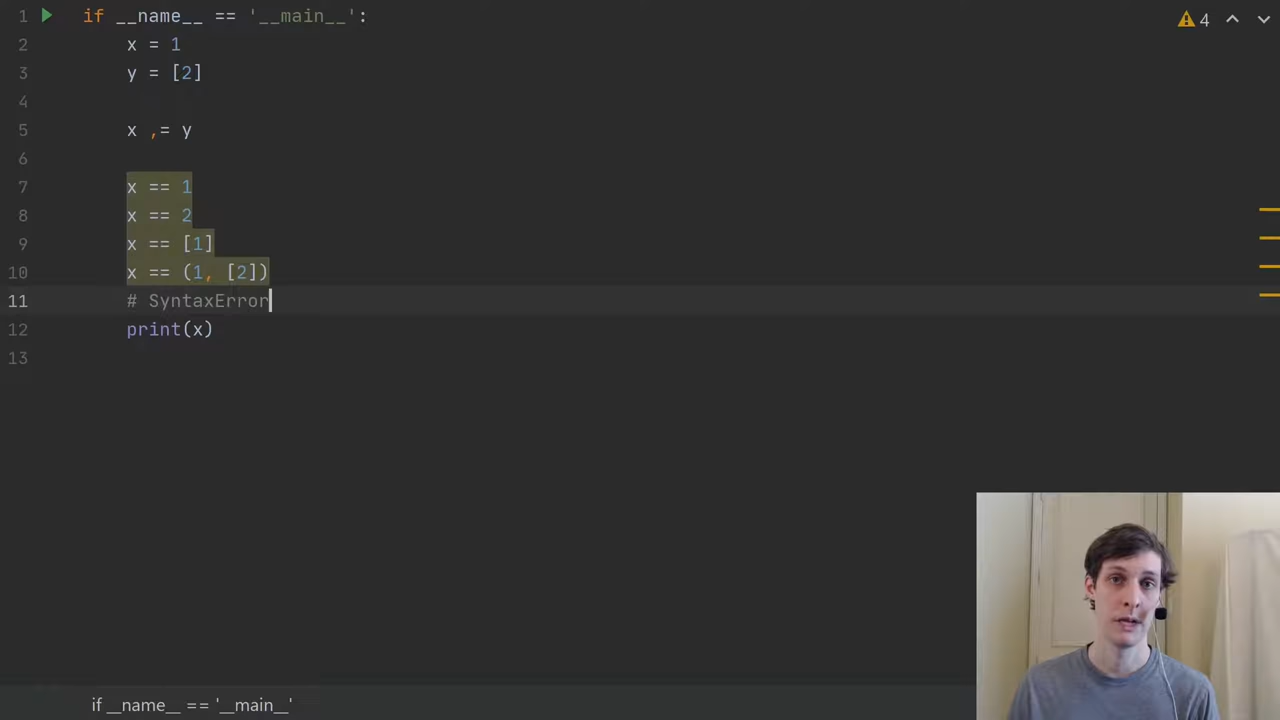 1 if __name__ == '__main__':
2 x = 1
3 y = [2]
4
5 x ,= y
6
7 x == 1
8 x == 2
9 x == [1]
10 x == (1, [2])
11 # SyntaxError
12 print(x)
13
4
if __name__ == '__main__'